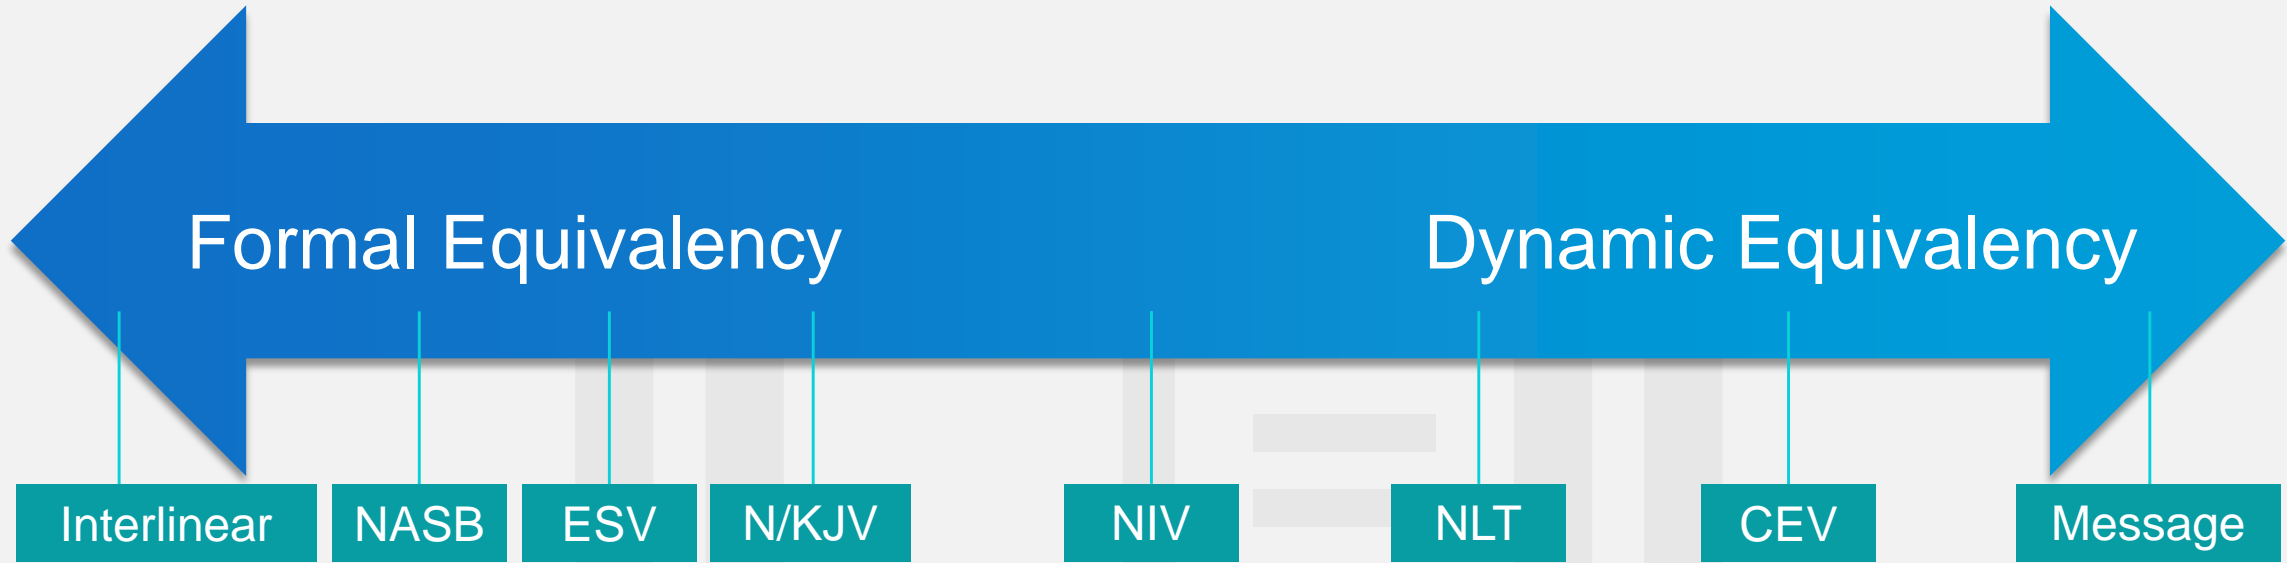 Formal Equivalency Dynamic Equivalency
Interlinear NASB ESV N/KJV NIV NLT CEV Message